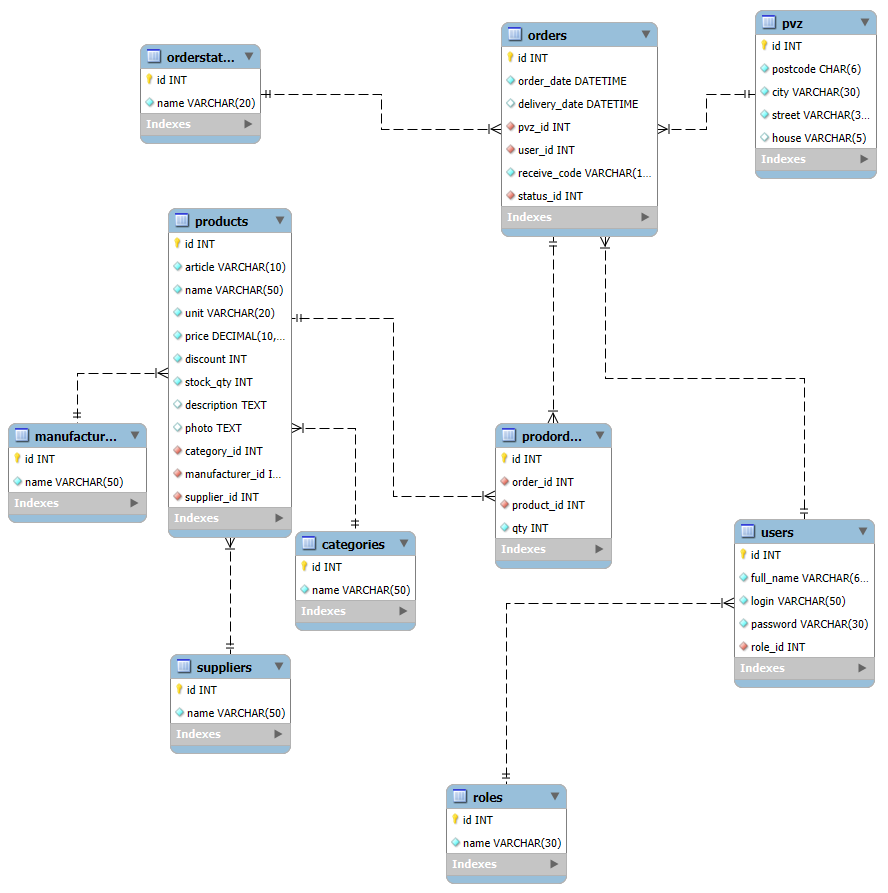 orderstat...
id INT
name VARCHAR(20)
Indexes
orders
id INT
order_date DATETIME
delivery_date DATETIME
pvz_id INT
user_id INT
receive_code VARCHAR(1...
status_id INT
Indexes
pvz
id INT
postcode CHAR(6)
city VARCHAR(30)
street VARCHAR(3...
house VARCHAR(5)
Indexes
products
id INT
article VARCHAR(10)
name VARCHAR(50)
unit VARCHAR(20)
price DECIMAL(10,...
discount INT
stock_qty INT
description TEXT
photo TEXT
category_id INT
manufacturer_id I...
supplier_id INT
Indexes
manufactur...
id INT
name VARCHAR(50)
Indexes
prodord...
id INT
order_id INT
product_id INT
qty INT
Indexes
categories
id INT
name VARCHAR(50)
Indexes
users
id INT
full_name VARCHAR(6...
login VARCHAR(50)
password VARCHAR(30)
role_id INT
Indexes
suppliers
id INT
name VARCHAR(50)
Indexes
roles
id INT
name VARCHAR(30)
Indexes